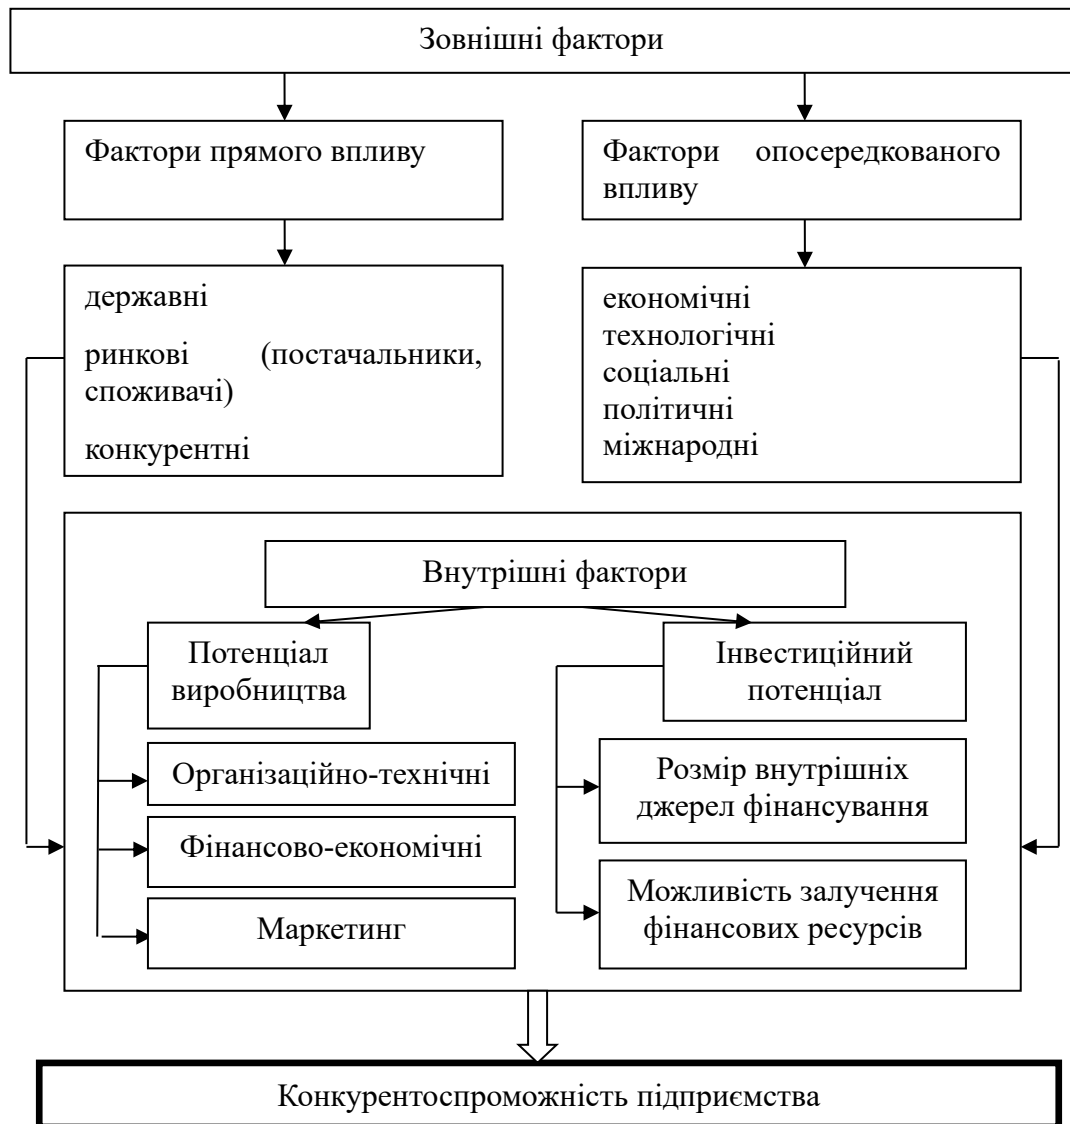 Зовнішні фактори
Фактори прямого впливу
Фактори опосередкованого
впливу
державні
ринкові (постачальники,
споживачі)
конкурентні
економічні
технологічні
соціальні
політичні
міжнародні
Внутрішні фактори
Потенціал
виробництва
Організаційно-технічні
Фінансово-економічні
Маркетинг
Інвестиційний
потенціал
Розмір внутрішніх
джерел фінансування
Можливість залучення
фінансових ресурсів
Конкурентоспроможність підприємства